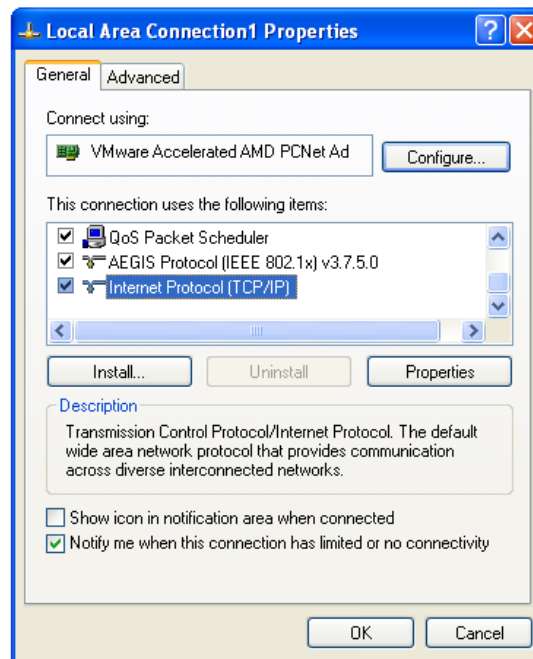 Local Area Connection1 Properties
General
Advanced
Connect using:
VMware Accelerated AMD PCNet Ad
Configure...
This connection uses the following items:
QoS Packet Scheduler
AEGIS Protocol (IEEE 802.1x) v3.7.5.0
Internet Protocol (TCP/IP)
Install...
Uninstall
Properties
Description
Transmission Control Protocol/Internet Protocol. The default
wide area network protocol that provides communication
across diverse interconnected networks.
Show icon in notification area when connected
Notify me when this connection has limited or no connectivity
OK
Cancel